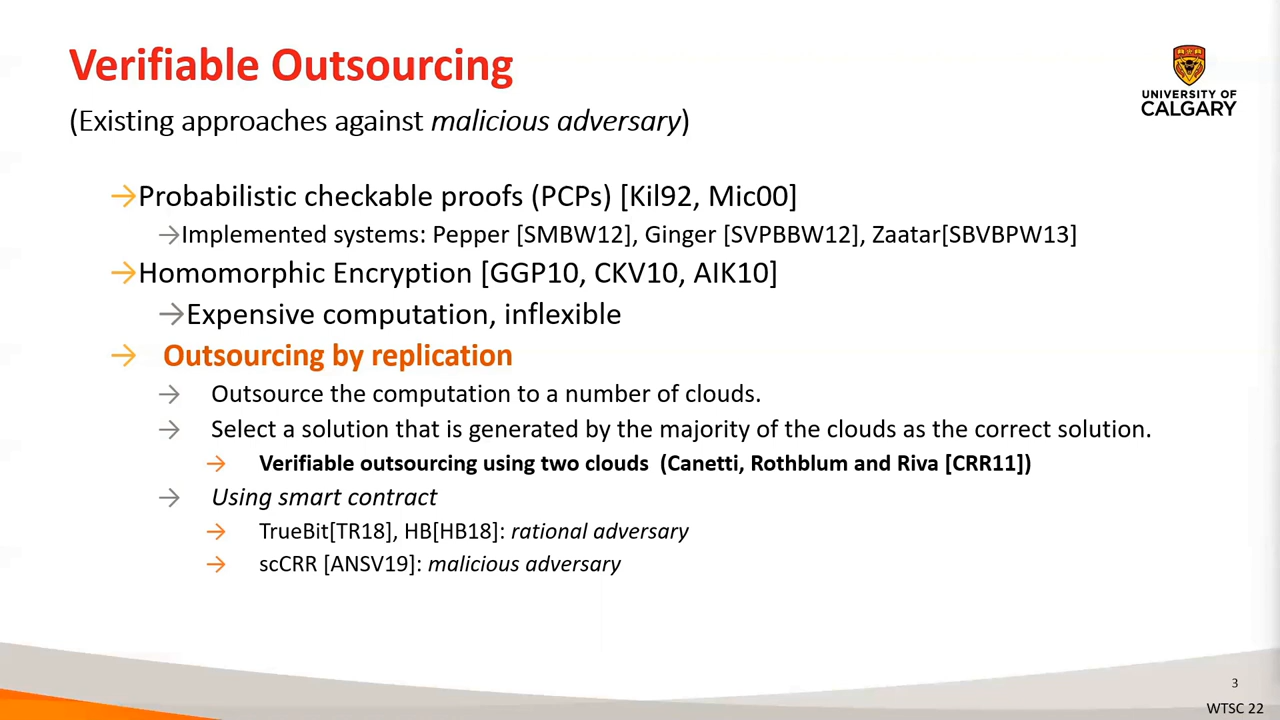 Verifiable Outsourcing
(Existing approaches against malicious adversary)
UNIVERSITY OF
CALGARY
→Probabilistic checkable proofs (PCPs) [Kil92, Mic00]
→Implemented systems: Pepper [SMBW12], Ginger [SVPBBW12], Zaatar[SBVBPW13]
→Homomorphic Encryption [GGP10, CKV10, AIK10]
→Expensive computation, inflexible
→ Outsourcing by replication
→ Outsource the computation to a number of clouds.
→ Select a solution that is generated by the majority of the clouds as the correct solution.
→ Verifiable outsourcing using two clouds (Canetti, Rothblum and Riva [CRR11])
→ Using smart contract
→ TrueBit[TR18], HB[HB18]: rational adversary
→ scCRR [ANSV19]: malicious adversary
3
WTSC 22